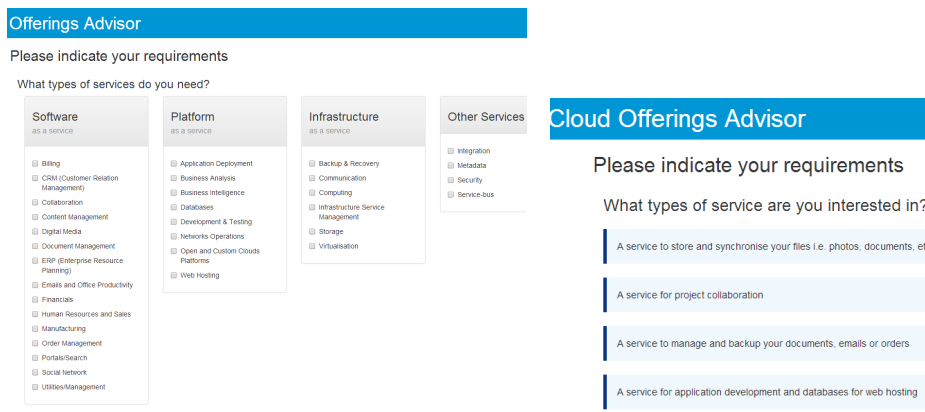 Offerings Advisor
Please indicate your requirements
What types of services do you need?
Software
as a service
Billing
CRM (Customer Relation
Management)
Collaboration
Content Management
Digital Media
Document Management
ERP (Enterprise Resource
Planning)
Emails and Office Productivity
Financials
Human Resources and Sales
Manufacturing
Order Management
Portals/Search
Social Network
Utilities/Management
Platform
as a service
Application Deployment
Business Analysis
Business Intelligence
Databases
Development & Testing
Networks Operations
Open and Custom Clouds
Platforms
Web Hosting
Infrastructure
as a service
Backup & Recovery
Communication
Computing
Infrastructure Service
Management
Storage
Virtualisation
Other Services
Integration
Metadata
Security
Service-bus
Cloud Offerings Advisor
Please indicate your requirements
What types of service are you interested in?
A service to store and synchronise your files i.e. photos, documents, et
A service for project collaboration
A service to manage and backup your documents, emails or orders
A service for application development and databases for web hosting